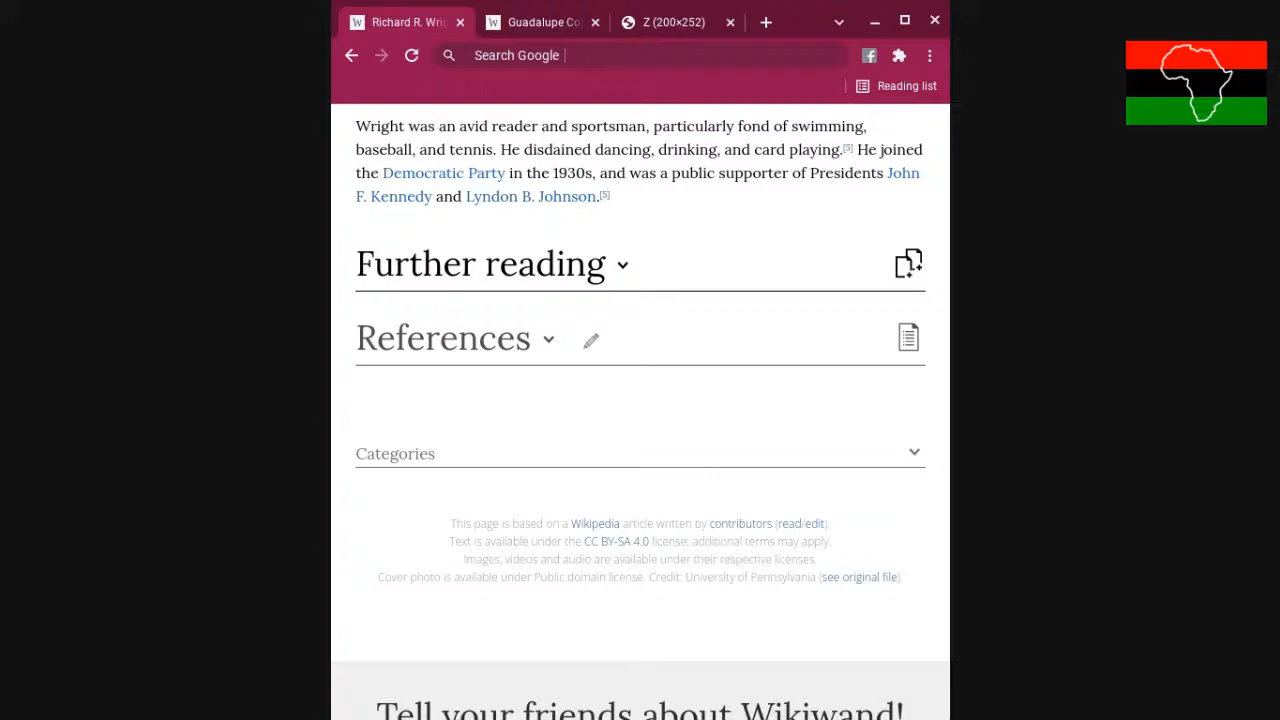 W Richard R. Wri
W Guadalupe Co
Z (200×252)
Search Google
Reading list
Wright was an avid reader and sportsman, particularly fond of swimming,
baseball, and tennis. He disdained dancing, drinking, and card playing.[5] He joined
the Democratic Party in the 1930s, and was a public supporter of Presidents John
F. Kennedy and Lyndon B. Johnson.[5]
Further reading
References
Categories
This page is based on a Wikipedia article written by contributors (read/edit).
Text is available under the CC BY-SA 4.0 license; additional terms may apply.
Images, videos and audio are available under their respective licenses.
Cover photo is available under Public domain license. Credit: University of Pennsylvania (see original file).
Tell your friends about Wikiwand!